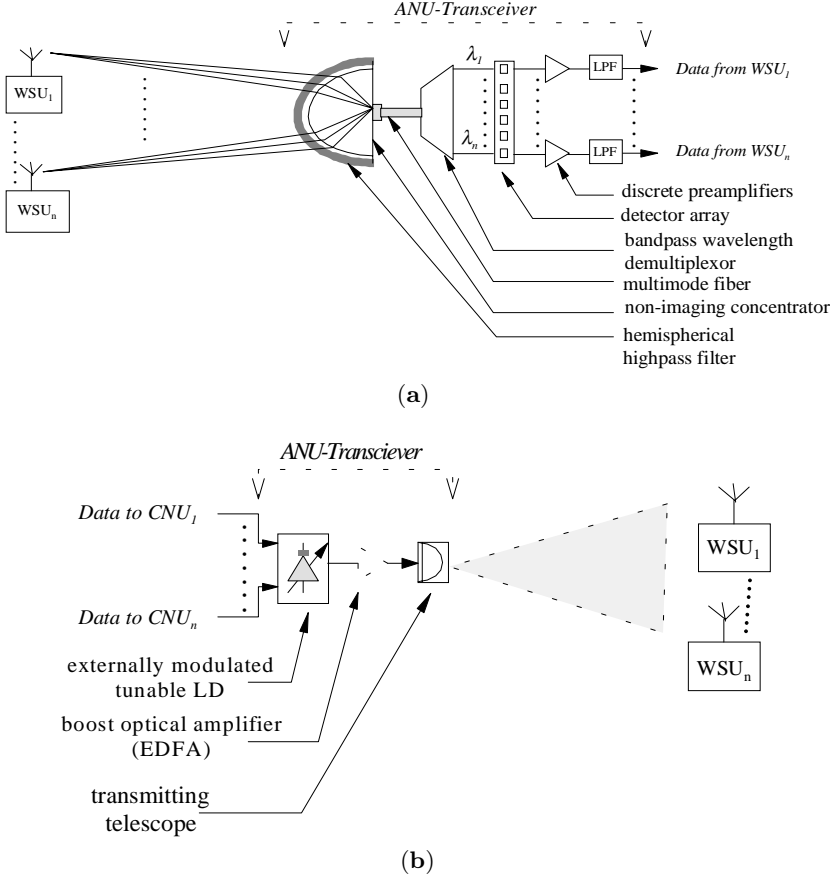 ANU-Transceiver
WSU1
WSUn
λ1
λn
LPF
LPF
Data from WSU1
Data from WSUn
discrete preamplifiers
detector array
bandpass wavelength
demultiplexor
multimode fiber
non-imaging concentrator
hemispherical
highpass filter
(a)
ANU-Transciever
Data to CNU1
Data to CNUn
WSU1
WSUn
externally modulated
tunable LD
boost optical amplifier
(EDFA)
transmitting
telescope
(b)